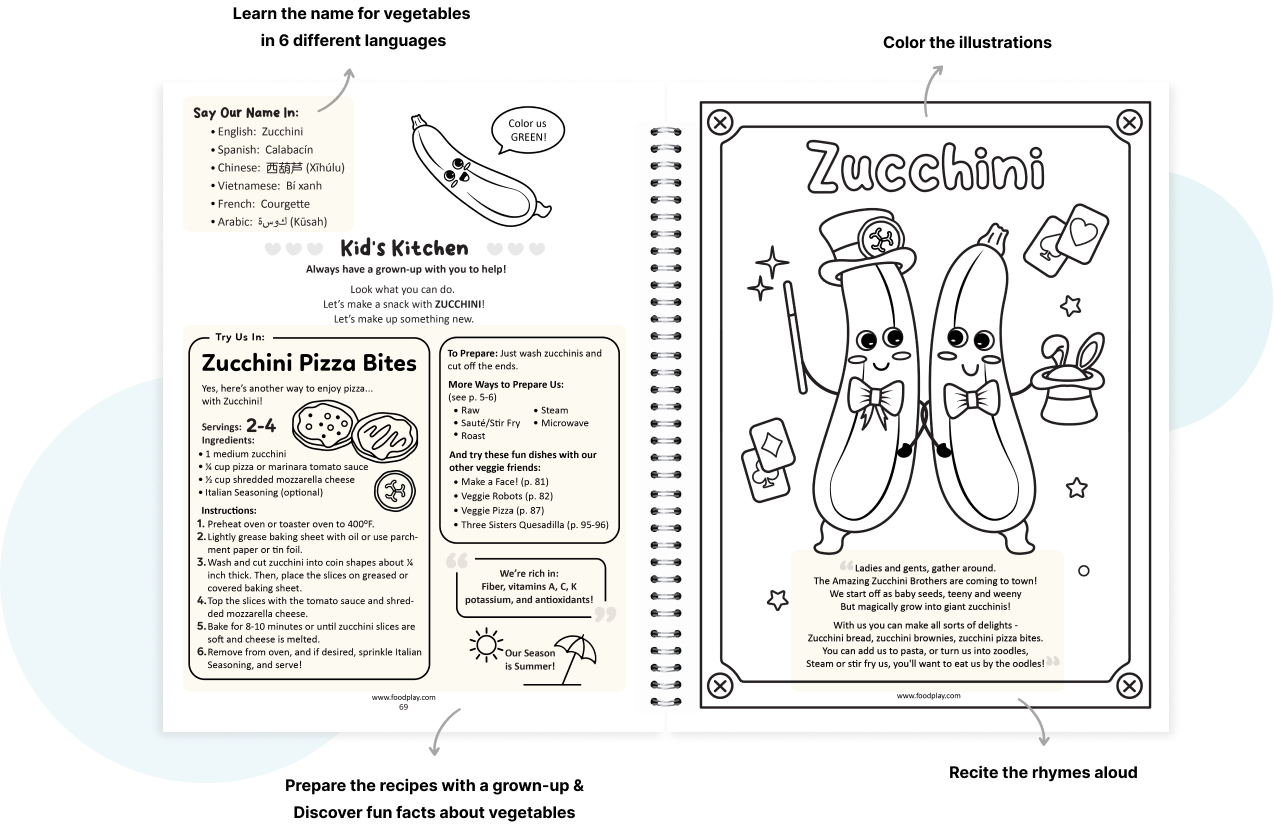 Learn the name for vegetables
in 6 different languages
Color the illustrations
Say Our Name In:
• English: Zucchini
• Spanish: Calabacín
• Chinese: 西葫芦 (Xīhúlu)
• Vietnamese: Bí xanh
• French: Courgette
• Arabic: كوسة (Kūsah)
Color us
GREEN!
Kid's Kitchen
Always have a grown-up with you to help!
Look what you can do.
Let's make a snack with ZUCCHINI!
Let's make up something new.
Try Us In:
Zucchini Pizza Bites
Yes, here's another way to enjoy pizza...
with Zucchini!
Servings: 2-4
Ingredients:
• 1 medium zucchini
• ¼ cup pizza or marinara tomato sauce
• ½ cup shredded mozzarella cheese
• Italian Seasoning (optional)
Instructions:
1. Preheat oven or toaster oven to 400ºF.
2. Lightly grease baking sheet with oil or use parch-
ment paper or tin foil.
3. Wash and cut zucchini into coin shapes about ¼
inch thick. Then, place the slices on greased or
covered baking sheet.
4. Top the slices with the tomato sauce and shred-
ded mozzarella cheese.
5. Bake for 8-10 minutes or until zucchini slices are
soft and cheese is melted.
6. Remove from oven, and if desired, sprinkle Italian
Seasoning, and serve!
To Prepare: Just wash zucchinis and
cut off the ends.
More Ways to Prepare Us:
(see p. 5-6)
• Raw • Steam
• Sauté/Stir Fry • Microwave
• Roast
And try these fun dishes with our
other veggie friends:
• Make a Face! (p. 81)
• Veggie Robots (p. 82)
• Veggie Pizza (p. 87)
• Three Sisters Quesadilla (p. 95-96)
“ We're rich in:
Fiber, vitamins A, C, K
potassium, and antioxidants! ”
Our Season
is Summer!
www.foodplay.com
69
Zucchini
“ Ladies and gents, gather around.
The Amazing Zucchini Brothers are coming to town!
We start off as baby seeds, teeny and weeny
But magically grow into giant zucchinis!
With us you can make all sorts of delights -
Zucchini bread, zucchini brownies, zucchini pizza bites.
You can add us to pasta, or turn us into zoodles,
Steam or stir fry us, you'll want to eat us by the oodles! ”
www.foodplay.com
Prepare the recipes with a grown-up &
Discover fun facts about vegetables
Recite the rhymes aloud